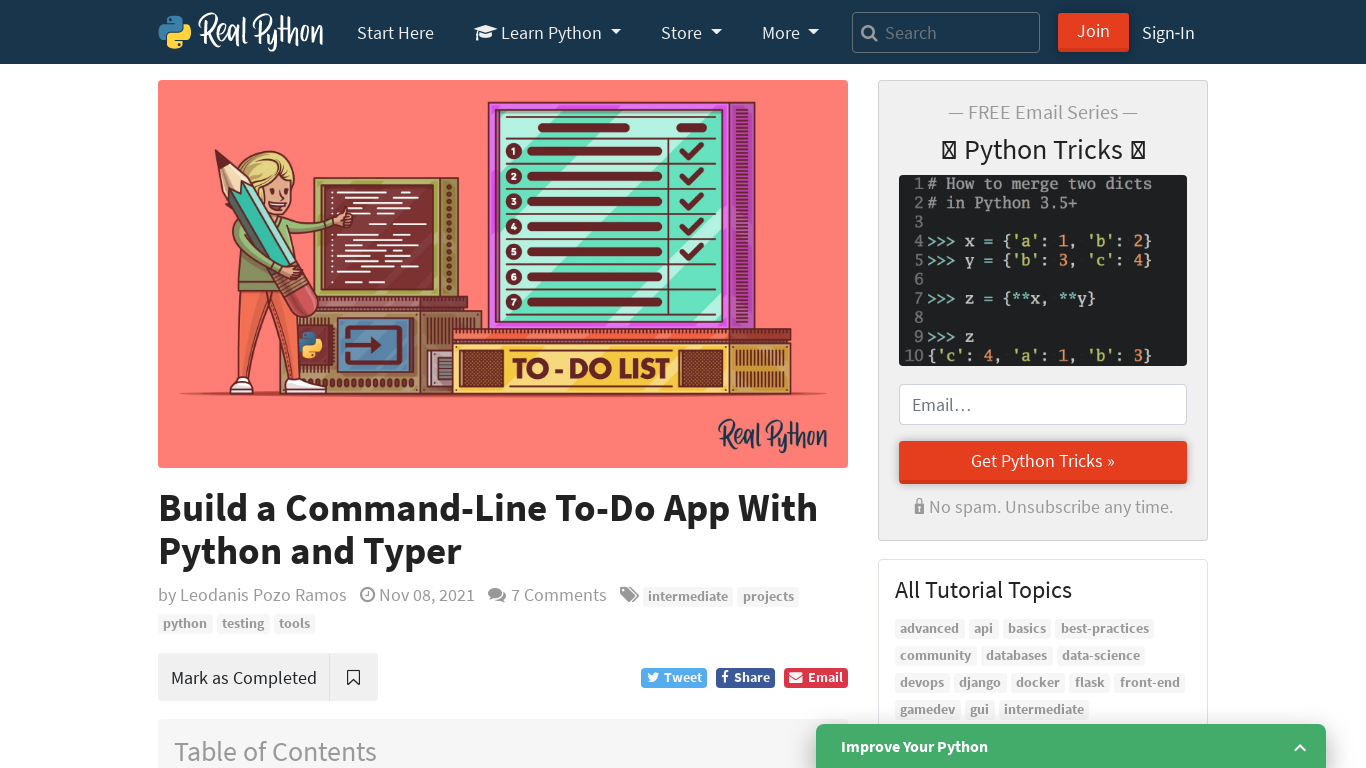 Real Python
Start Here
Learn Python
Store
More
Search
Join
Sign-In
1
2
3
4
5
6
7
TO - DO LIST
Real Python
Build a Command-Line To-Do App With
Python and Typer
by Leodanis Pozo Ramos Nov 08, 2021 7 Comments intermediate projects
python testing tools
Mark as Completed
Tweet
Share
Email
Table of Contents
— FREE Email Series —
Python Tricks
1 # How to merge two dicts
2 # in Python 3.5+
3
4 >>> x = {'a': 1, 'b': 2}
5 >>> y = {'b': 3, 'c': 4}
6
7 >>> z = {**x, **y}
8
9 >>> z
10 {'c': 4, 'a': 1, 'b': 3}
Email…
Get Python Tricks »
No spam. Unsubscribe any time.
All Tutorial Topics
advanced api basics best-practices
community databases data-science
devops django docker flask front-end
gamedev gui intermediate
Improve Your Python